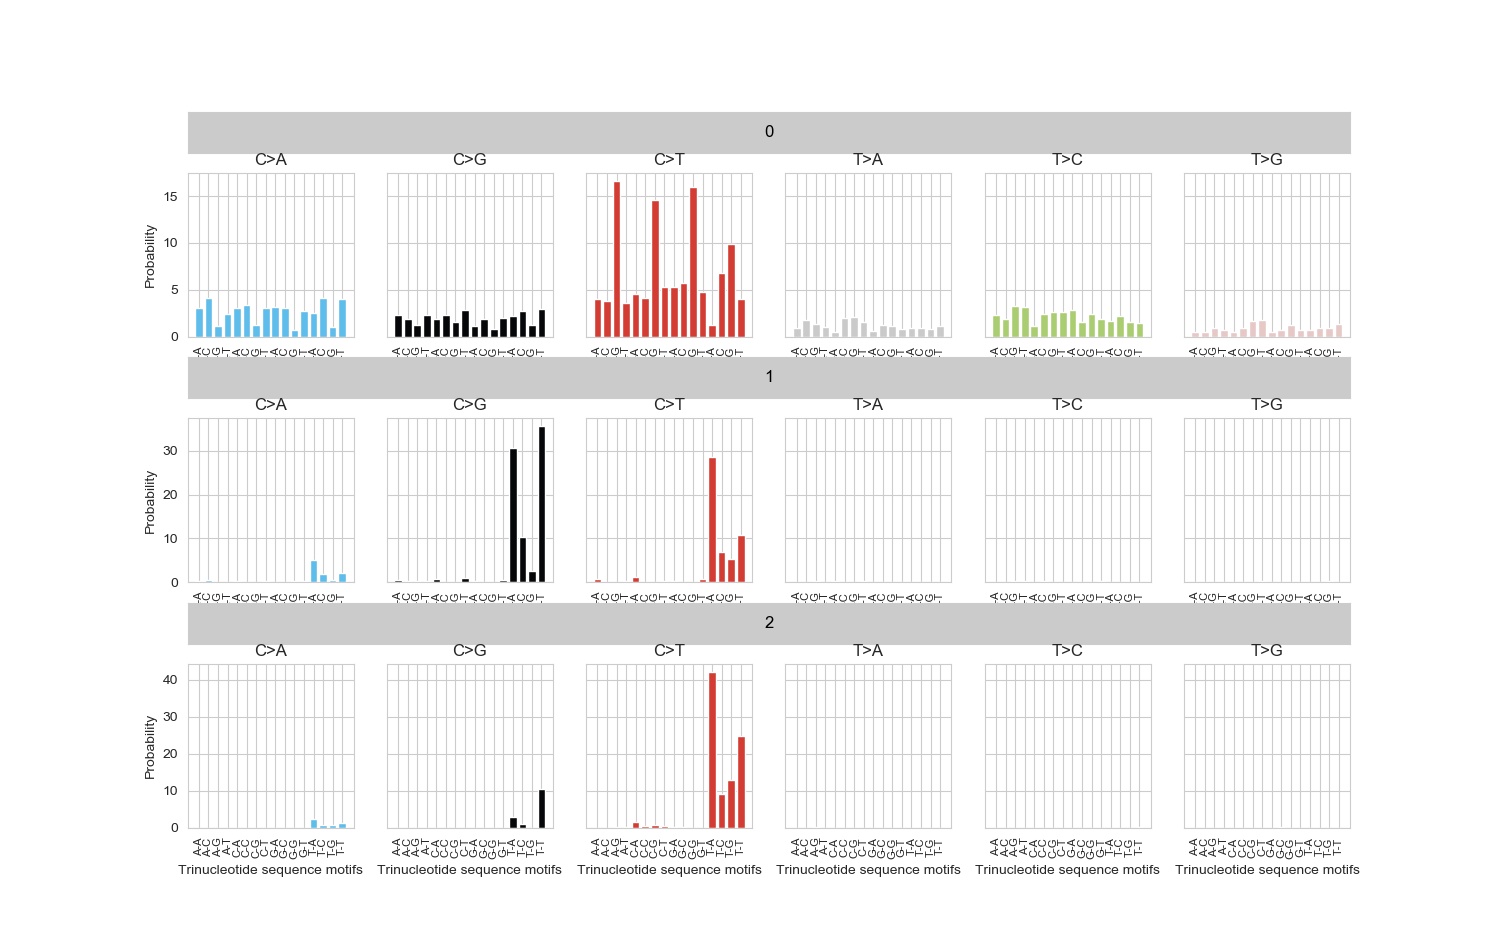 0
C>A C>G C>T T>A T>C T>G
Probability
15
10
5
0
1
C>A C>G C>T T>A T>C T>G
Probability
30
20
10
0
2
C>A C>G C>T T>A T>C T>G
Probability
40
30
20
10
0
A-A A-C A-G A-T C-A C-C C-G C-T G-A G-C G-G G-T T-A T-C T-G T-T
A-A A-C A-G A-T C-A C-C C-G C-T G-A G-C G-G G-T T-A T-C T-G T-T
A-A A-C A-G A-T C-A C-C C-G C-T G-A G-C G-G G-T T-A T-C T-G T-T
A-A A-C A-G A-T C-A C-C C-G C-T G-A G-C G-G G-T T-A T-C T-G T-T
A-A A-C A-G A-T C-A C-C C-G C-T G-A G-C G-G G-T T-A T-C T-G T-T
A-A A-C A-G A-T C-A C-C C-G C-T G-A G-C G-G G-T T-A T-C T-G T-T
Trinucleotide sequence motifs Trinucleotide sequence motifs Trinucleotide sequence motifs Trinucleotide sequence motifs Trinucleotide sequence motifs Trinucleotide sequence motifs